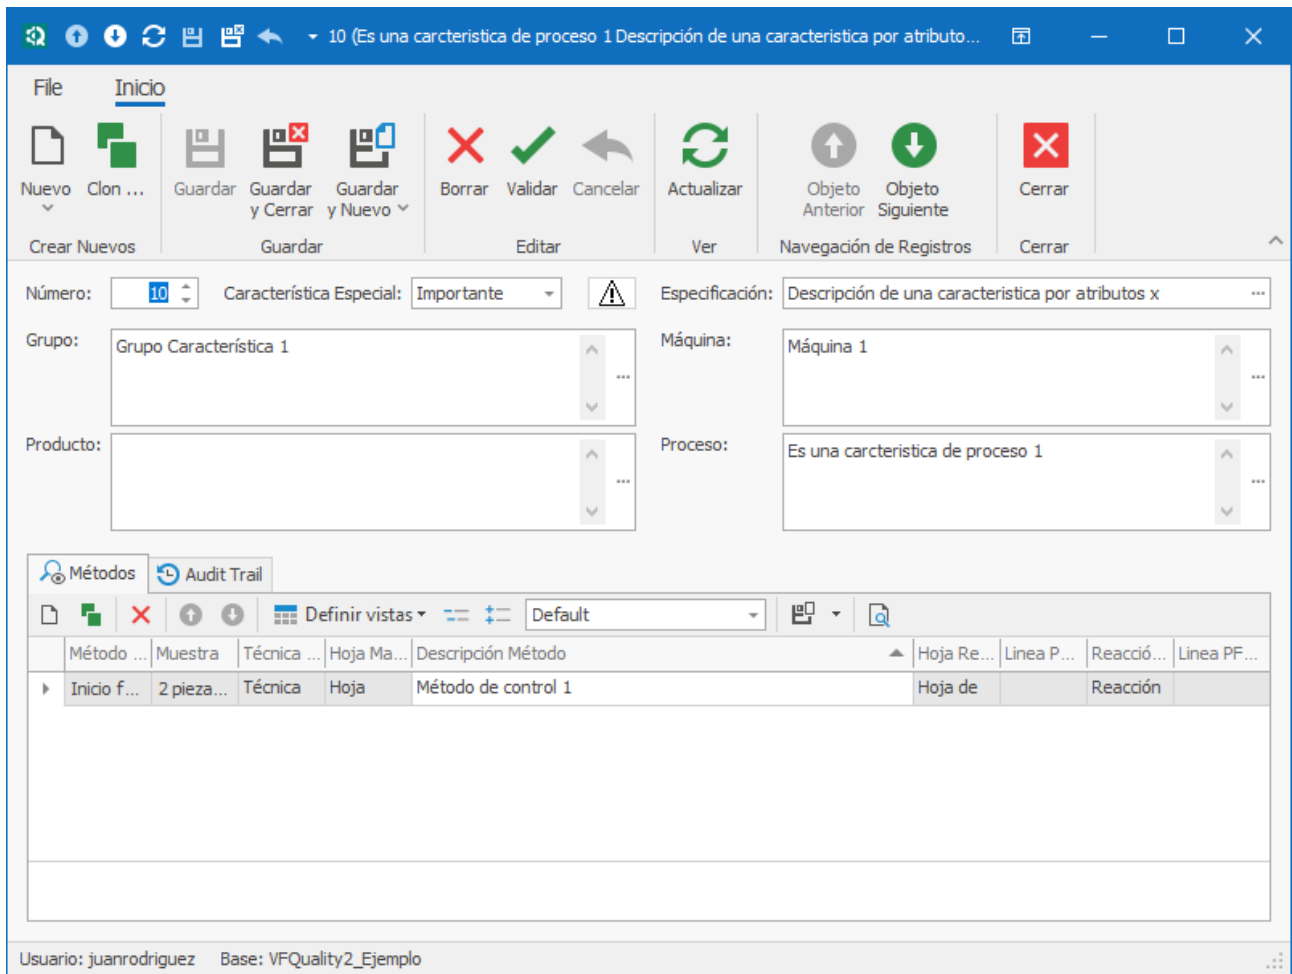 10 (Es una carcteristica de proceso 1 Descripción de una caracteristica por atributo...
File Inicio
Nuevo Clon ... Guardar Guardar y Cerrar Guardar y Nuevo Borrar Validar Cancelar Actualizar Objeto Anterior Objeto Siguiente Cerrar
Crear Nuevos Guardar Editar Ver Navegación de Registros Cerrar
Número: 10 Característica Especial: Importante Especificación: Descripción de una caracteristica por atributos x ...
Grupo: Grupo Característica 1 ... Máquina: Máquina 1 ...
Producto: ... Proceso: Es una carcteristica de proceso 1 ...
Métodos Audit Trail
Definir vistas Default
Método ... Muestra Técnica ... Hoja Ma... Descripción Método Hoja Re... Linea P... Reacció... Linea PF...
Inicio f... 2 pieza... Técnica Hoja Método de control 1 Hoja de Reacción
Usuario: juanrodriguez Base: VFQuality2_Ejemplo